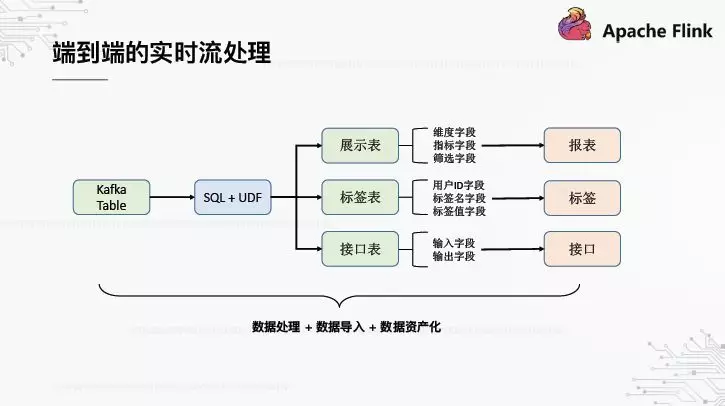 Apache Flink
端到端的实时流处理
Kafka
Table
SQL + UDF
展示表
维度字段
指标字段
筛选字段
报表
标签表
用户ID字段
标签名字段
标签值字段
标签
接口表
输入字段
输出字段
接口
数据处理 + 数据导入 + 数据资产化